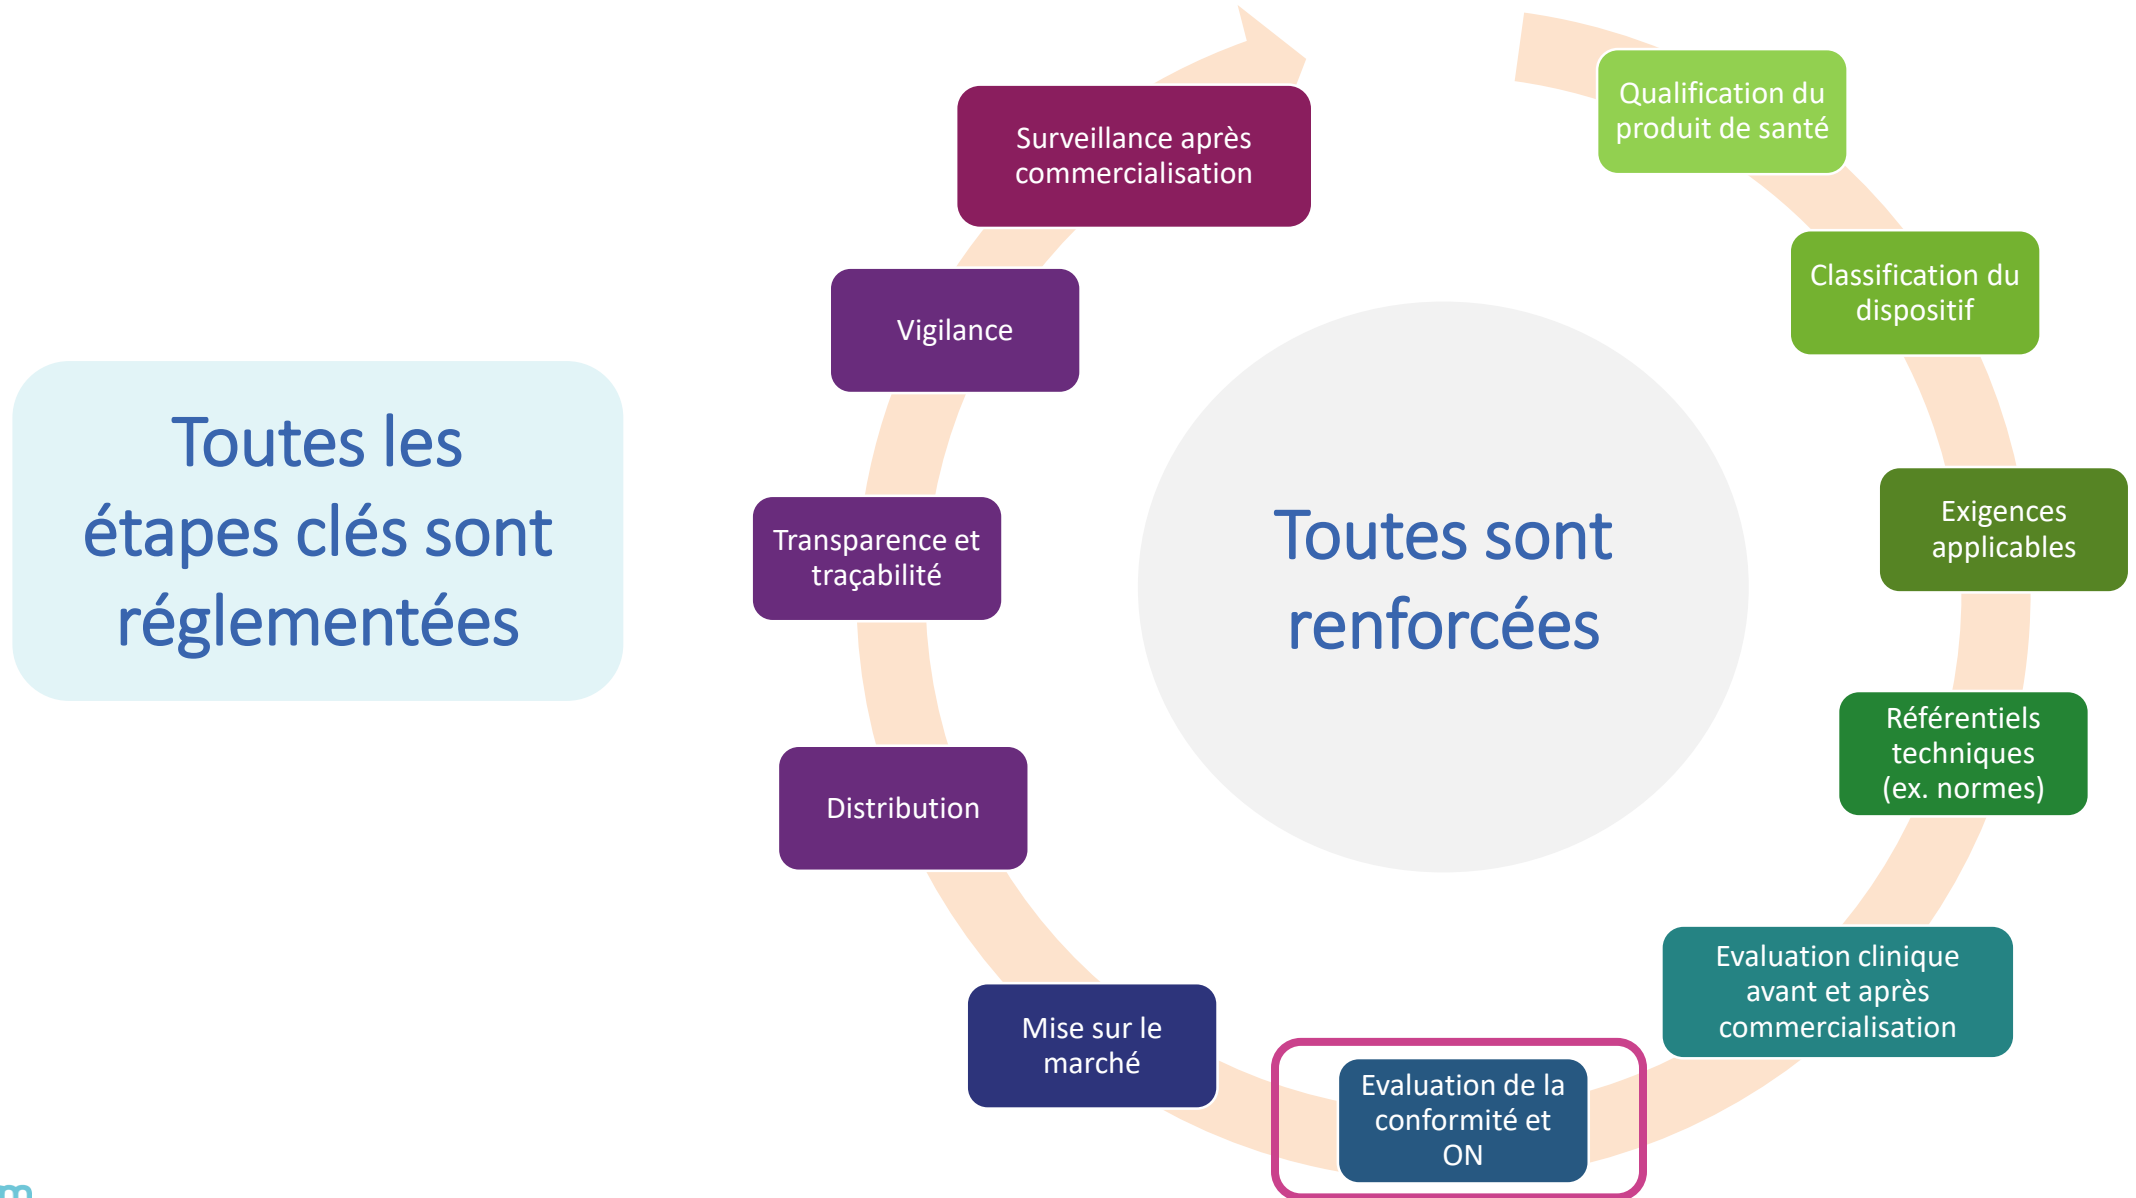 Toutes les
étapes clés sont
réglementées
Toutes sont
renforcées
Qualification du
produit de santé
Classification du
dispositif
Exigences
applicables
Référentiels
techniques
(ex. normes)
Evaluation clinique
avant et après
commercialisation
Evaluation de la
conformité et
ON
Mise sur le
marché
Distribution
Transparence et
traçabilité
Vigilance
Surveillance après
commercialisation